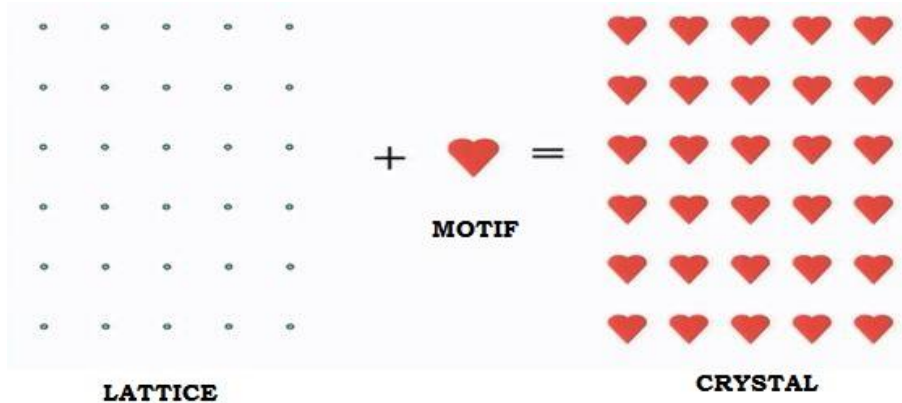 + =
MOTIF
LATTICE
CRYSTAL